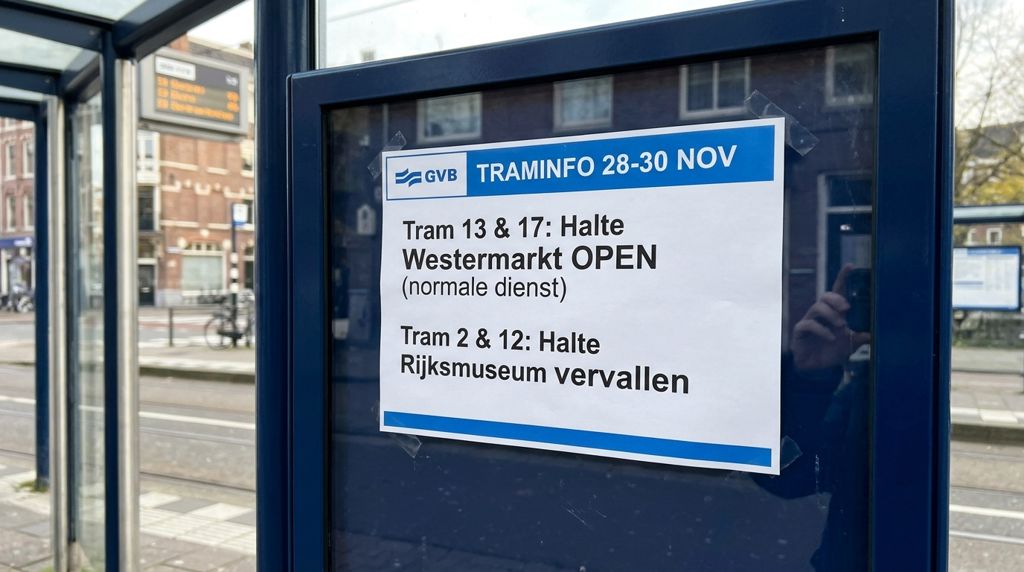 GVB
TRAMINFO 28-30 NOV
Tram 13 & 17: Halte
Westermarkt OPEN
(normale dienst)
Tram 2 & 12: Halte
Rijksmuseum vervallen